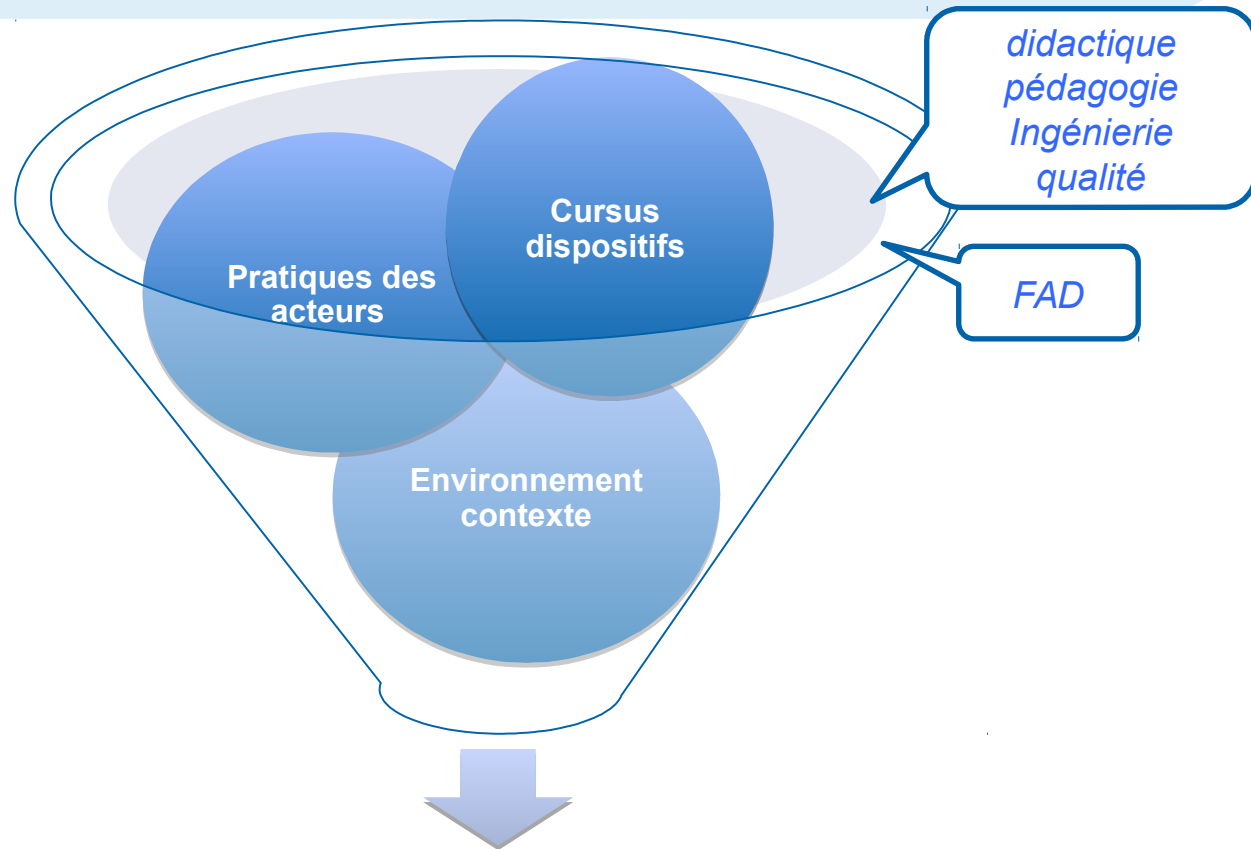 didactique
pédagogie
Ingénierie
qualité
Cursus
dispositifs
Pratiques des
acteurs
FAD
Environnement
contexte